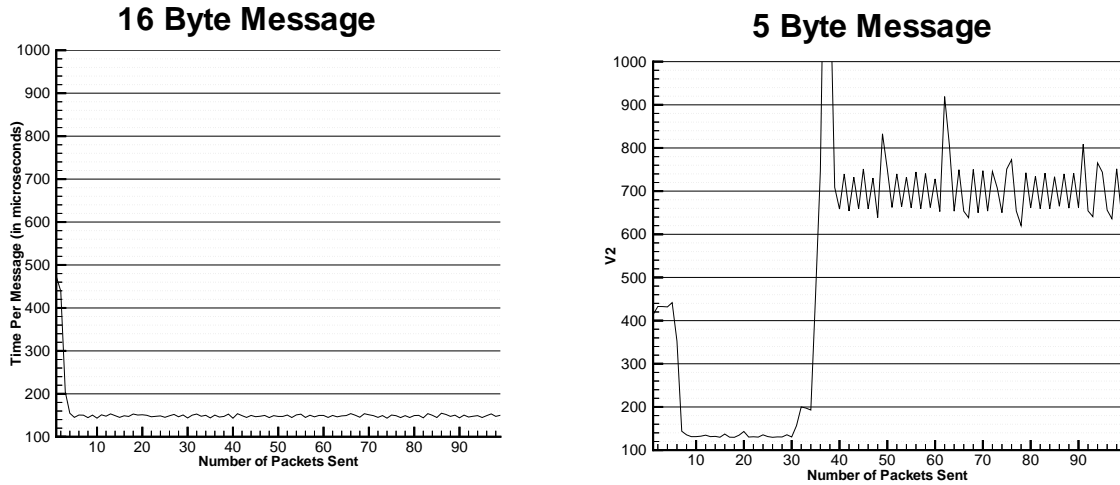 16 Byte Message
1000
900
800
700
600
500
400
300
200
100
Time Per Message (in microseconds)
10 20 30 40 50 60 70 80 90
Number of Packets Sent
5 Byte Message
1000
900
800
700
600
500
400
300
200
100
V2
10 20 30 40 50 60 70 80 90
Number of Packets Sent